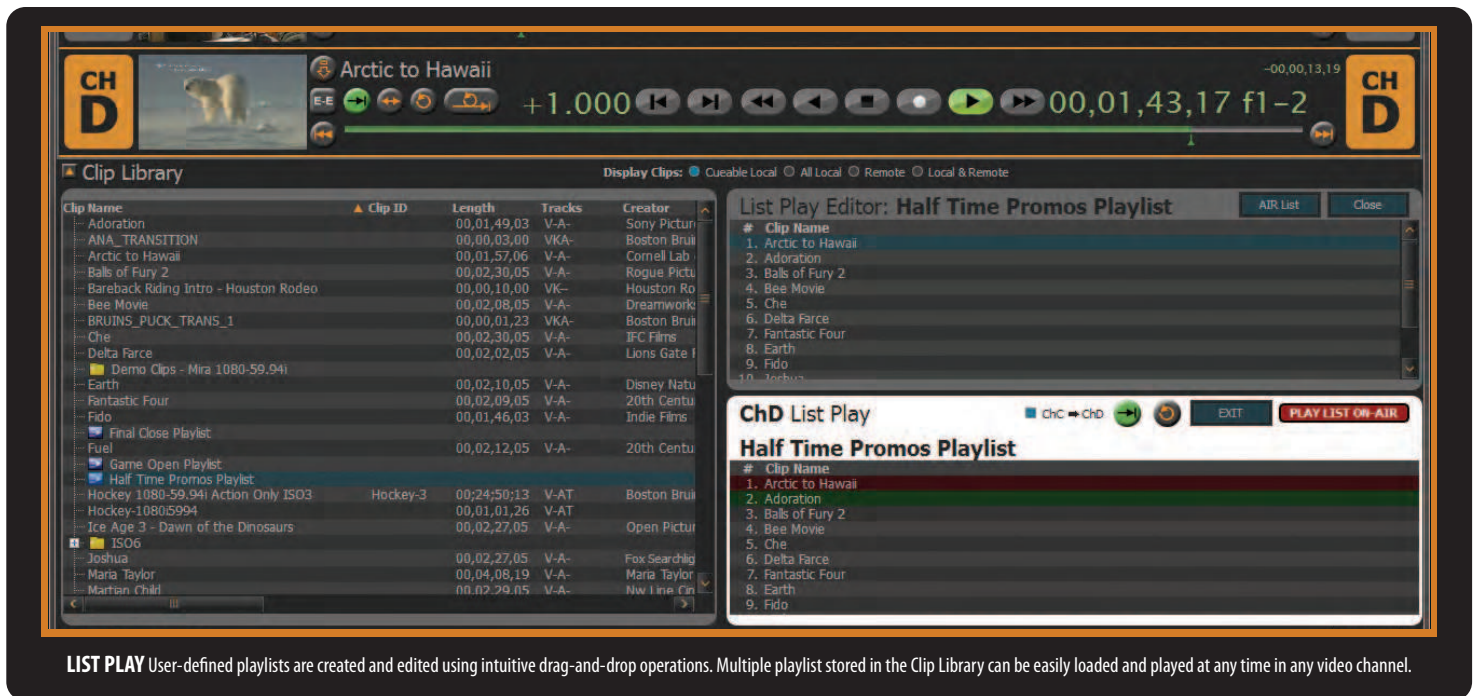 CH
D
Arctic to Hawaii
-00,00,13,19
CH
D
E-E
+1.000
00,01,43,17 f1-2
Clip Library
Display Clips: Cueable Local All Local Remote Local & Remote
Clip Name Clip ID Length Tracks Creator
Adoration 00,01,49,03 V-A- Sony Pictur
ANA_TRANSITION 00,00,03,00 VKA- Boston Brui
Arctic to Hawaii 00,01,57,06 V-A- Cornell Lab
Balls of Fury 2 00,02,30,05 V-A- Rogue Pictu
Bareback Riding Intro - Houston Rodeo 00,00,10,00 VK-- Houston Ro
Bee Movie 00,02,08,05 V-A- Dreamwork
BRUINS_PUCK_TRANS_1 00,00,01,23 VKA- Boston Brui
Che 00,02,30,05 V-A- IFC Films
Delta Farce 00,02,02,05 V-A- Lions Gate F
Demo Clips - Mira 1080-59.94i
Earth 00,02,10,05 V-A- Disney Natu
Fantastic Four 00,02,09,05 V-A- 20th Centu
Fido 00,01,46,03 V-A- Indie Films
Final Close Playlist
Fuel 00,02,12,05 V-A- 20th Centu
Game Open Playlist
Half Time Promos Playlist
Hockey 1080-59.94i Action Only ISO3 Hockey-3 00;24;50;13 V-AT Boston Brui
Hockey-1080i5994 00,01,01,26 V-AT
Ice Age 3 - Dawn of the Dinosaurs 00,02,27,05 V-A- Open Pictur
ISO6
Joshua 00,02,27,05 V-A- Fox Searchlig
Maria Taylor 00,04,08,19 V-A- Maria Taylor
Martian Child 00,02,29,05 V-A- Nw Line Cin
List Play Editor: Half Time Promos Playlist AIR List Close
# Clip Name
1. Arctic to Hawaii
2. Adoration
3. Balls of Fury 2
4. Bee Movie
5. Che
6. Delta Farce
7. Fantastic Four
8. Earth
9. Fido
10. Joshua
ChD List Play ChC ➡ ChD EXIT PLAY LIST ON-AIR
Half Time Promos Playlist
# Clip Name
1. Arctic to Hawaii
2. Adoration
3. Balls of Fury 2
4. Bee Movie
5. Che
6. Delta Farce
7. Fantastic Four
8. Earth
9. Fido
LIST PLAY User-defined playlists are created and edited using intuitive drag-and-drop operations. Multiple playlist stored in the Clip Library can be easily loaded and played at any time in any video channel.